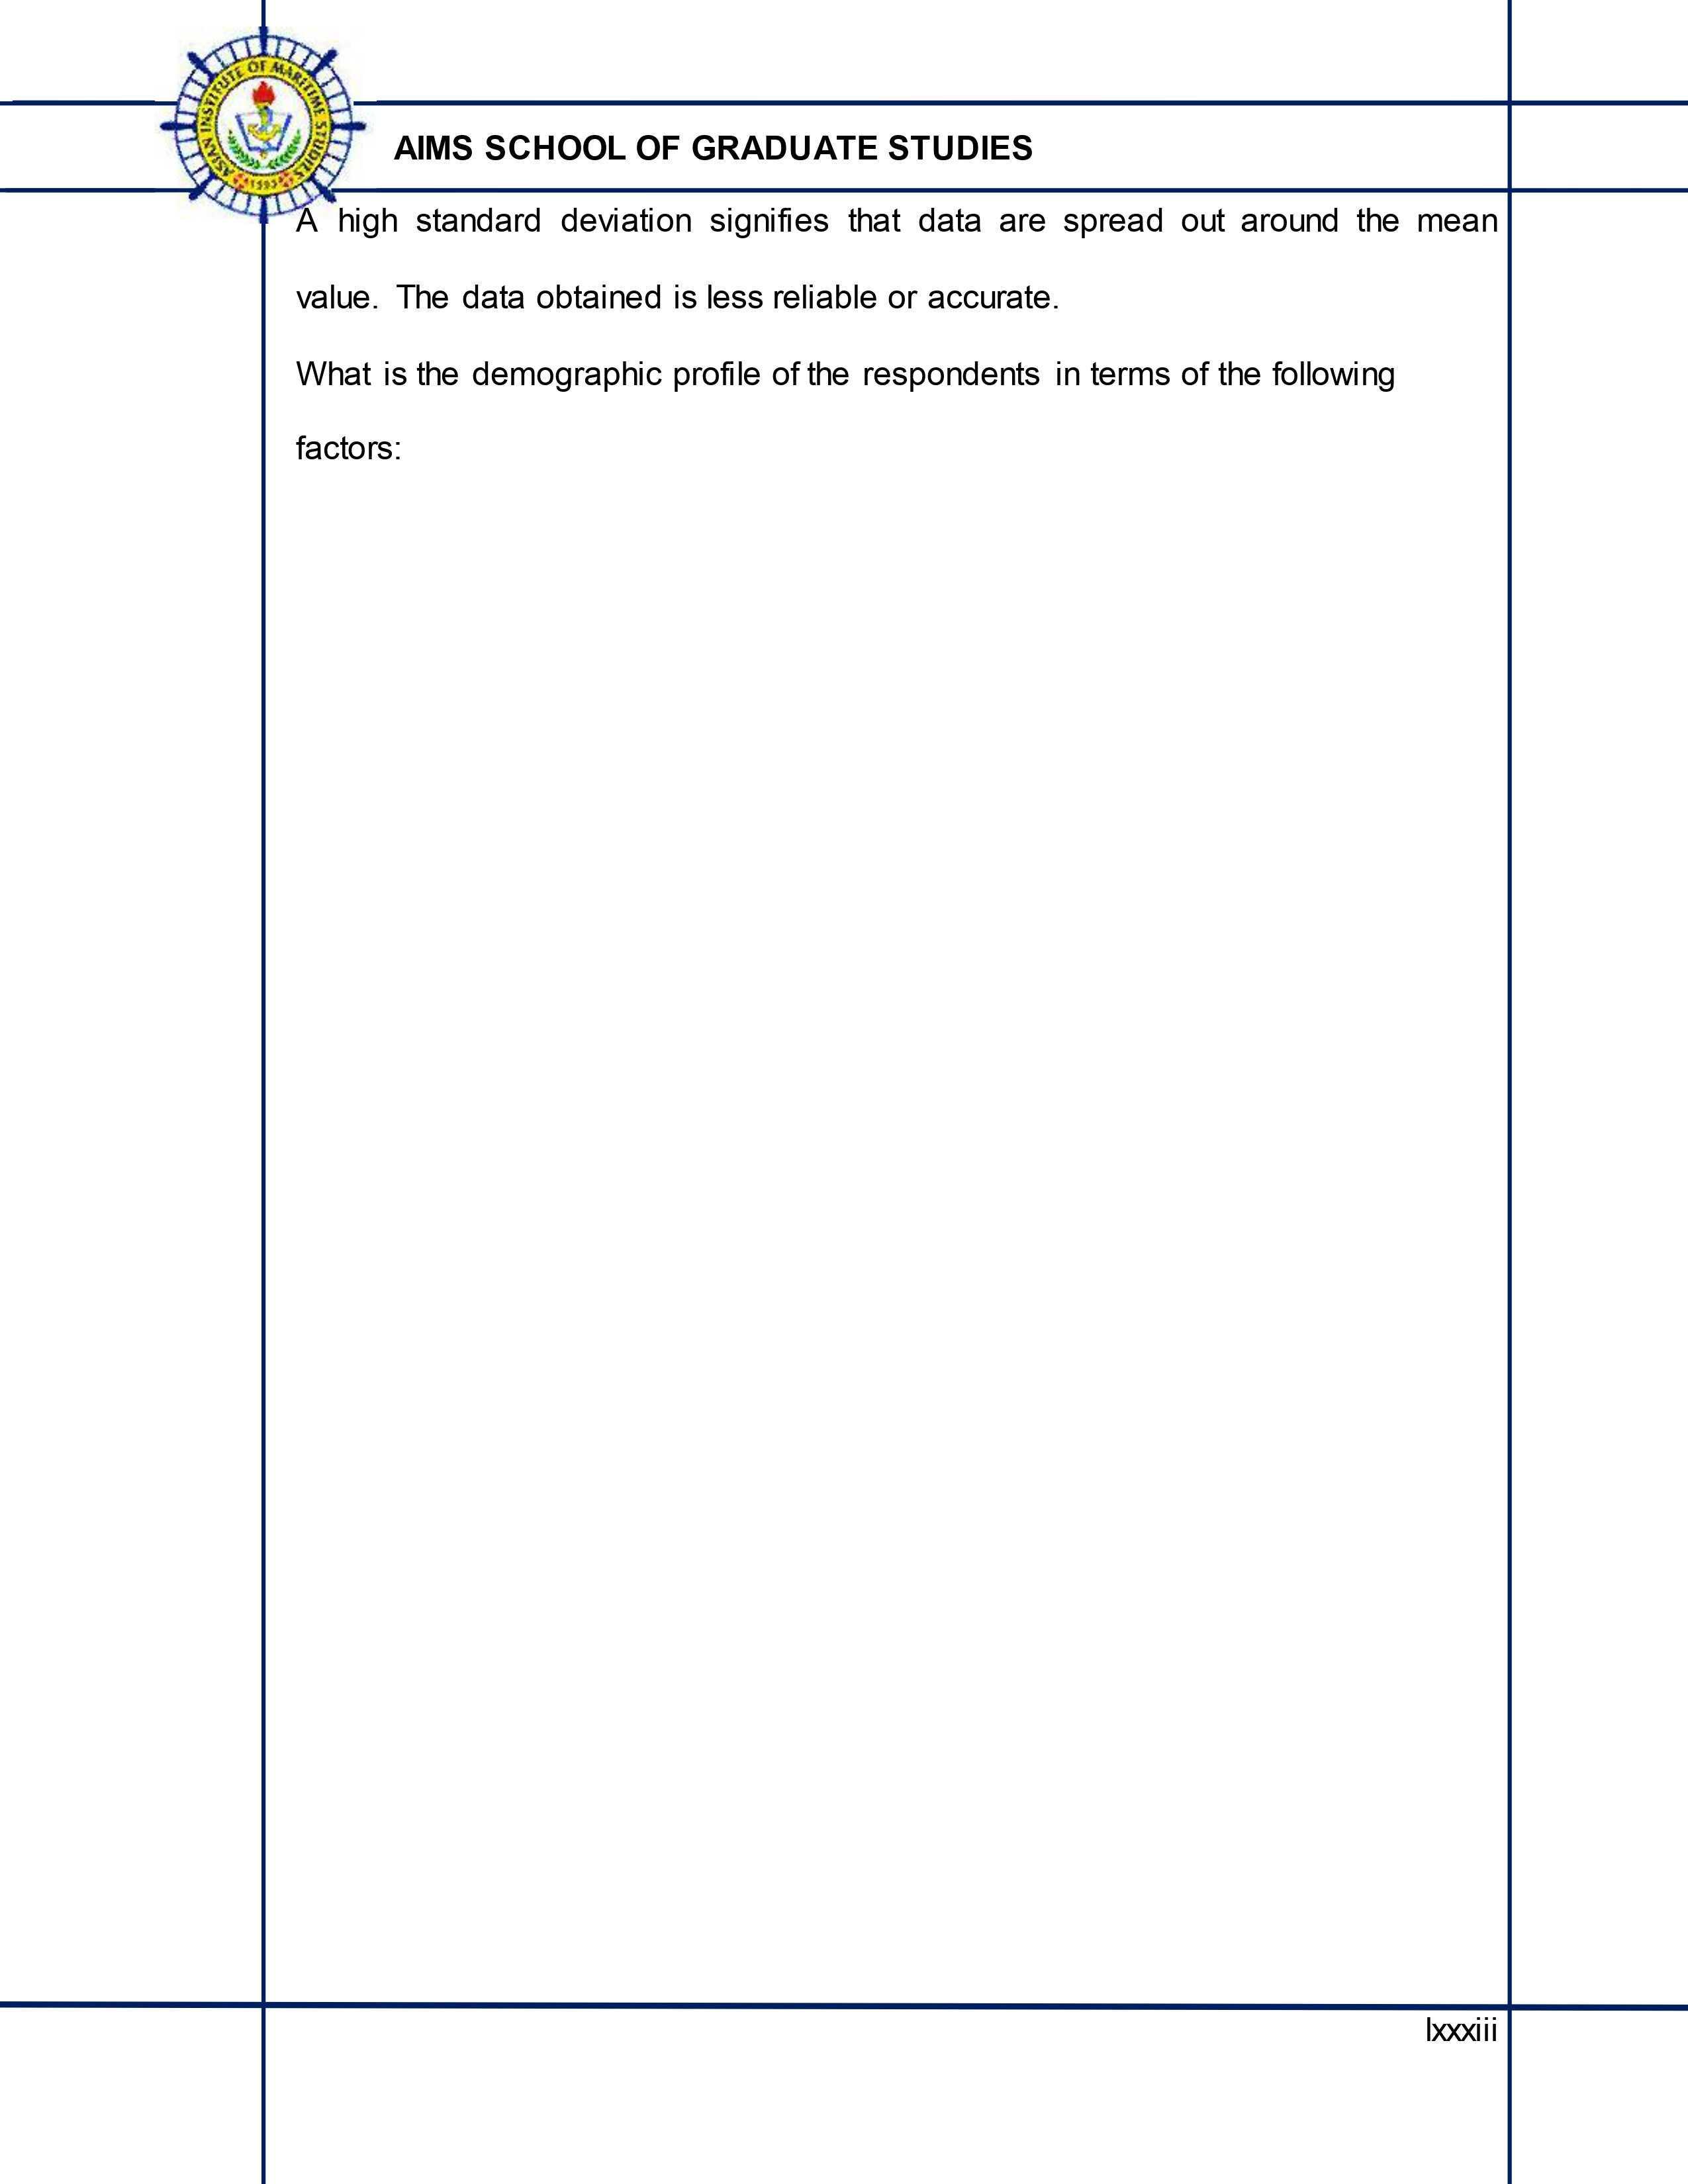 ASIAN INSTITUTE OF MARITIME STUDIES
1993
AIMS SCHOOL OF GRADUATE STUDIES
A high standard deviation signifies that data are spread out around the mean
value. The data obtained is less reliable or accurate.
What is the demographic profile of the respondents in terms of the following
factors:
lxxxiii